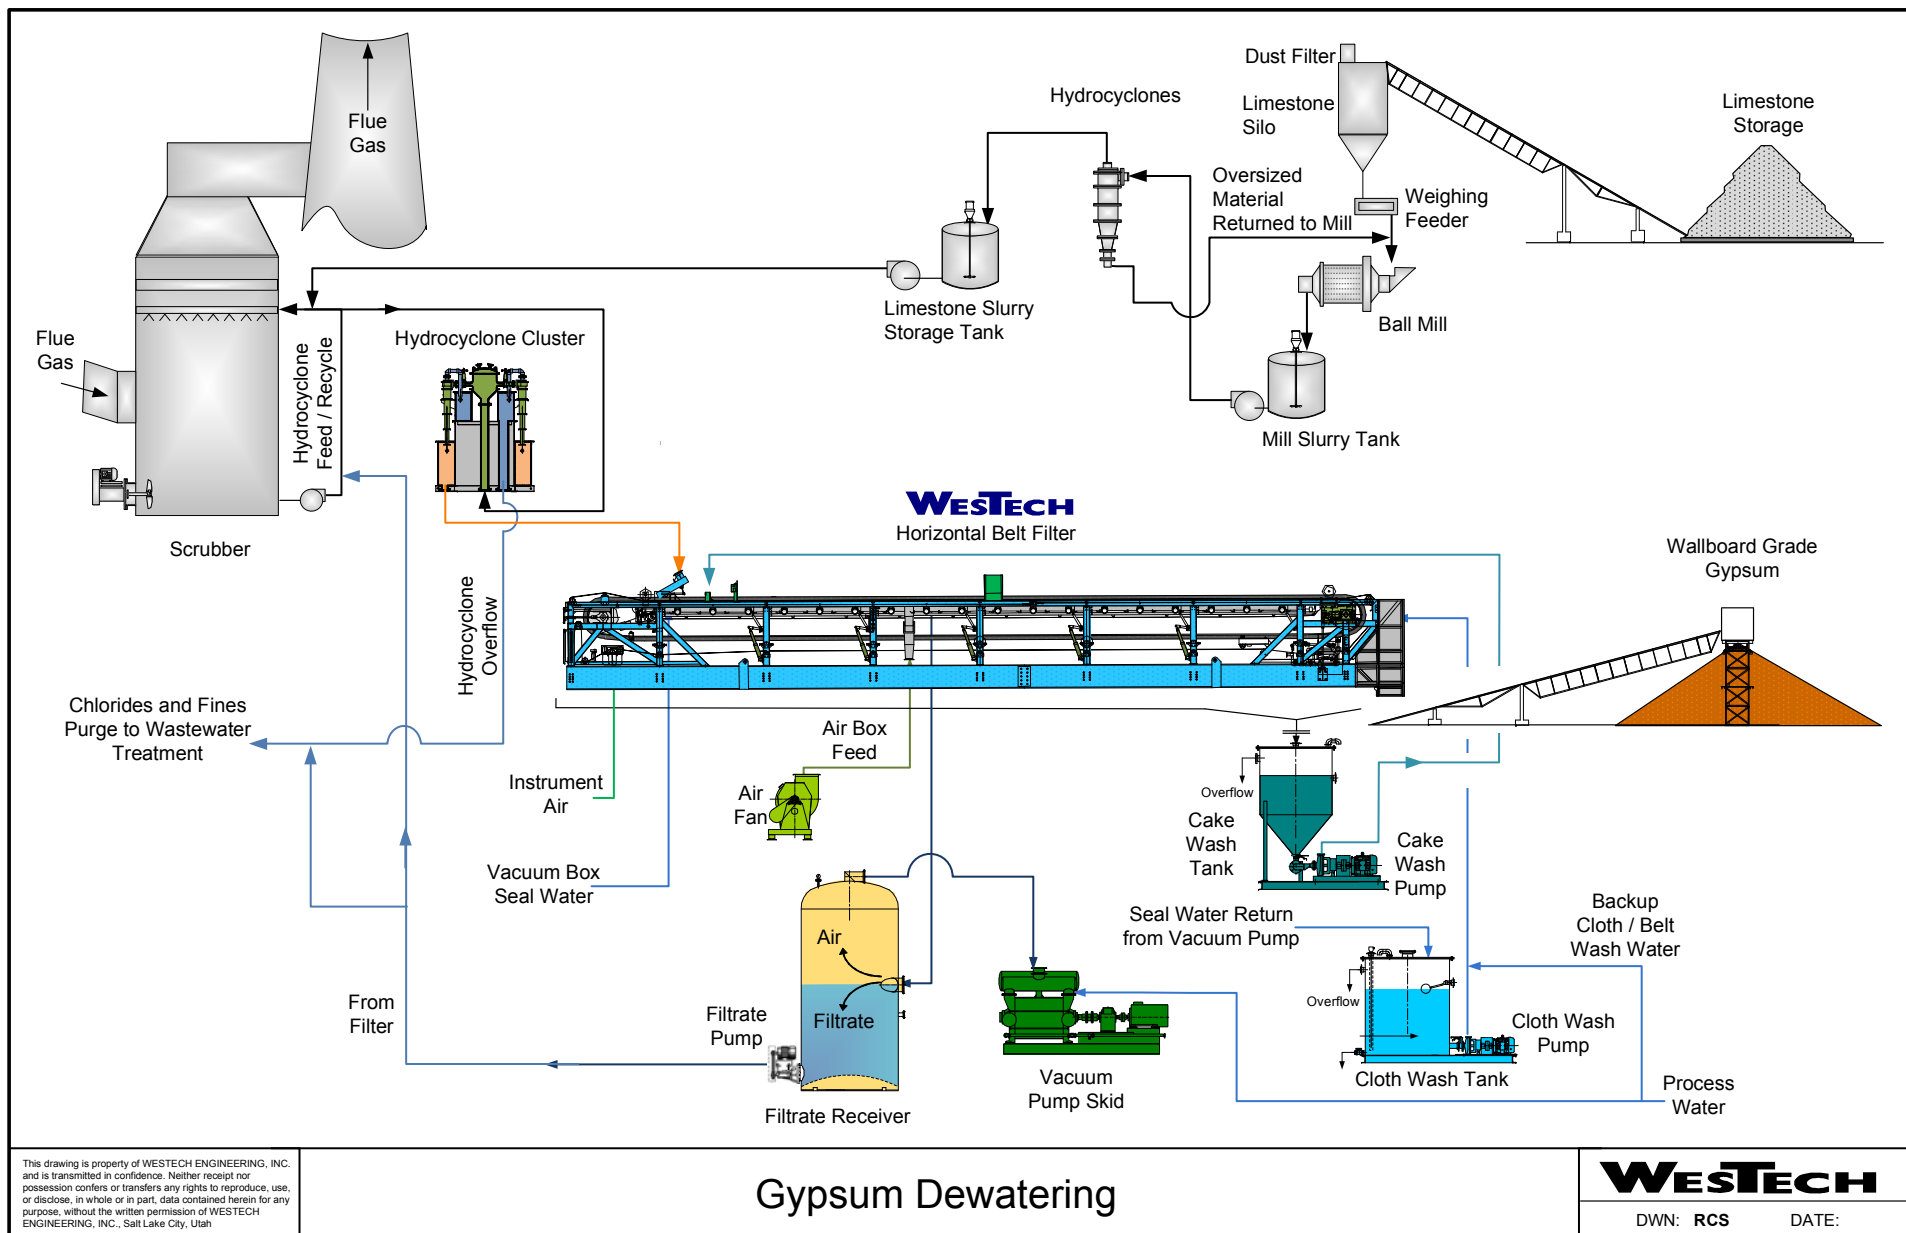 Flue
Gas
Flue
Gas
Scrubber
Hydrocyclone
Feed / Recycle
Hydrocyclone Cluster
Hydrocyclone
Overflow
Limestone Slurry
Storage Tank
Hydrocyclones
Dust Filter
Limestone
Silo
Oversized
Material
Returned to Mill
Weighing
Feeder
Limestone
Storage
Ball Mill
Mill Slurry Tank
WESTECH
Horizontal Belt Filter
Wallboard Grade
Gypsum
Chlorides and Fines
Purge to Wastewater
Treatment
Instrument
Air
Vacuum Box
Seal Water
Air Box
Feed
Air
Fan
Overflow
Cake
Wash
Tank
Cake
Wash
Pump
Seal Water Return
from Vacuum Pump
Backup
Cloth / Belt
Wash Water
Overflow
Cloth Wash
Pump
Cloth Wash Tank
Process
Water
From
Filter
Filtrate
Pump
Air
Filtrate
Filtrate Receiver
Vacuum
Pump Skid
This drawing is property of WESTECH ENGINEERING, INC.
and is transmitted in confidence. Neither receipt nor
possession confers or transfers any rights to reproduce, use,
or disclose, in whole or in part, data contained herein for any
purpose, without the written permission of WESTECH
ENGINEERING, INC., Salt Lake City, Utah
Gypsum Dewatering
WESTECH
DWN: RCS DATE: